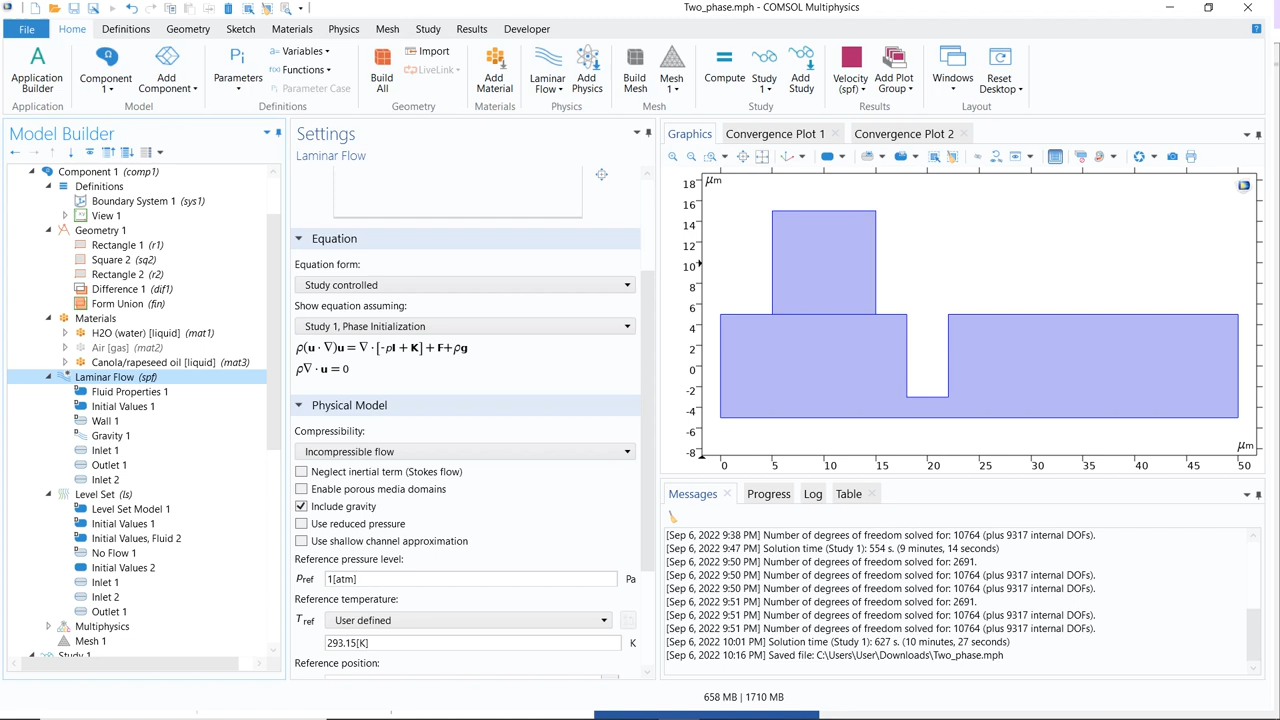 Two_phase.mph - COMSOL Multiphysics
File Home Definitions Geometry Sketch Materials Physics Mesh Study Results Developer
Application Builder
Application
Component 1
Add Component
Model
Parameters
Variables
Functions
Parameter Case
Definitions
Build All
Import
LiveLink
Geometry
Add Material
Materials
Laminar Flow
Add Physics
Physics
Build Mesh
Mesh 1
Mesh
Compute
Study 1
Add Study
Study
Velocity (spf)
Add Plot Group
Results
Windows
Reset Desktop
Layout
Model Builder
Component 1 (comp1)
Definitions
Boundary System 1 (sys1)
View 1
Geometry 1
Rectangle 1 (r1)
Square 2 (sq2)
Rectangle 2 (r2)
Difference 1 (dif1)
Form Union (fin)
Materials
H2O (water) [liquid] (mat1)
Air [gas] (mat2)
Canola/rapeseed oil [liquid] (mat3)
Laminar Flow (spf)
Fluid Properties 1
Initial Values 1
Wall 1
Gravity 1
Inlet 1
Outlet 1
Inlet 2
Level Set (ls)
Level Set Model 1
Initial Values 1
Initial Values, Fluid 2
No Flow 1
Initial Values 2
Inlet 1
Inlet 2
Outlet 1
Multiphysics
Mesh 1
Study 1
Settings
Laminar Flow
Equation
Equation form:
Study controlled
Show equation assuming:
Study 1, Phase Initialization
ρ(u · ∇)u = ∇ · [-pI + K] + F + ρg
ρ∇ · u = 0
Physical Model
Compressibility:
Incompressible flow
Neglect inertial term (Stokes flow)
Enable porous media domains
Include gravity
Use reduced pressure
Use shallow channel approximation
Reference pressure level:
pref 1[atm] Pa
Reference temperature:
Tref User defined
293.15[K] K
Reference position:
Graphics Convergence Plot 1 Convergence Plot 2
μm
18
16
14
12
10
8
6
4
2
0
-2
-4
-6
-8
μm
0 5 10 15 20 25 30 35 40 45 50
Messages Progress Log Table
[Sep 6, 2022 9:38 PM] Number of degrees of freedom solved for: 10764 (plus 9317 internal DOFs).
[Sep 6, 2022 9:47 PM] Solution time (Study 1): 554 s. (9 minutes, 14 seconds)
[Sep 6, 2022 9:50 PM] Number of degrees of freedom solved for: 2691.
[Sep 6, 2022 9:50 PM] Number of degrees of freedom solved for: 10764 (plus 9317 internal DOFs).
[Sep 6, 2022 9:50 PM] Number of degrees of freedom solved for: 10764 (plus 9317 internal DOFs).
[Sep 6, 2022 9:51 PM] Number of degrees of freedom solved for: 2691.
[Sep 6, 2022 9:51 PM] Number of degrees of freedom solved for: 10764 (plus 9317 internal DOFs).
[Sep 6, 2022 9:51 PM] Number of degrees of freedom solved for: 10764 (plus 9317 internal DOFs).
[Sep 6, 2022 10:01 PM] Solution time (Study 1): 627 s. (10 minutes, 27 seconds)
[Sep 6, 2022 10:16 PM] Saved file: C:\Users\User\Downloads\Two_phase.mph
658 MB | 1710 MB